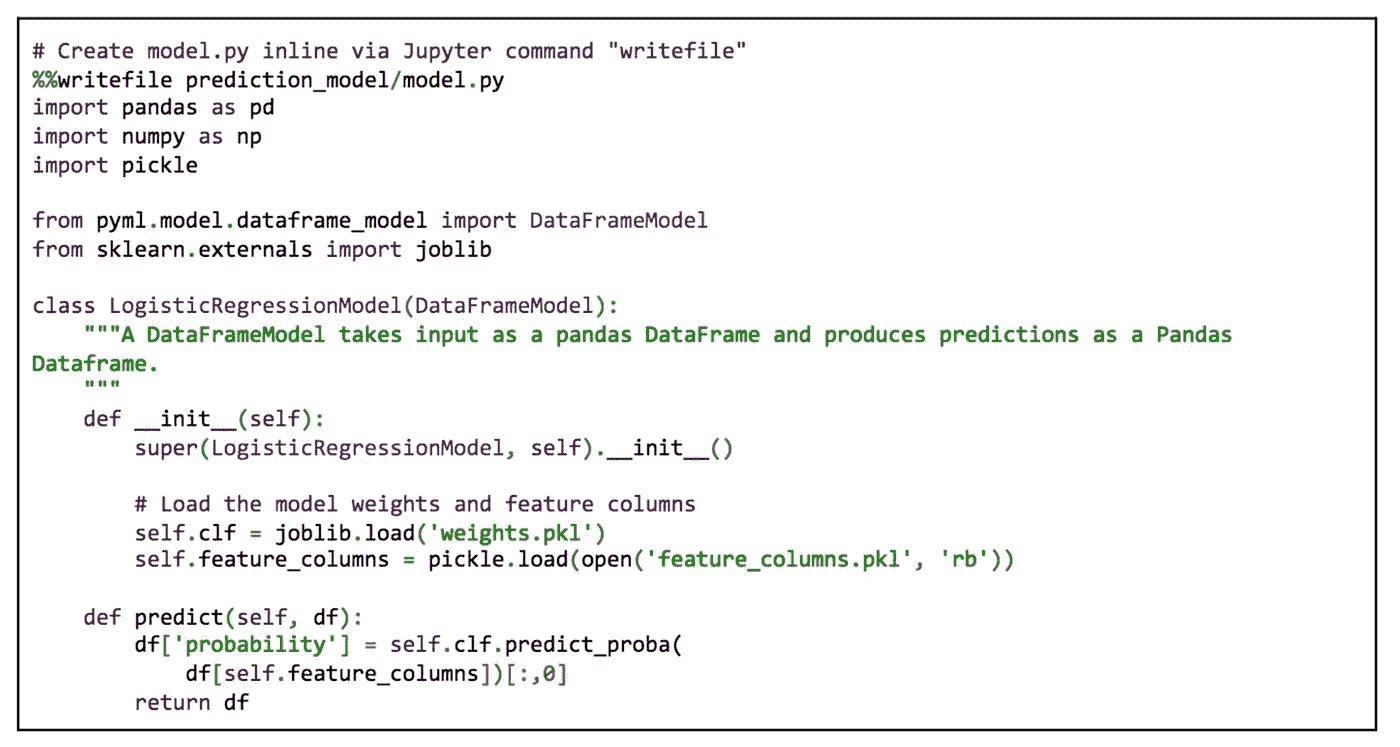 # Create model.py inline via Jupyter command "writefile"
%%writefile prediction_model/model.py
import pandas as pd
import numpy as np
import pickle

from pyml.model.dataframe_model import DataFrameModel
from sklearn.externals import joblib

class LogisticRegressionModel(DataFrameModel):
    """A DataFrameModel takes input as a pandas DataFrame and produces predictions as a Pandas
Dataframe.
    """
    def __init__(self):
        super(LogisticRegressionModel, self).__init__()

        # Load the model weights and feature columns
        self.clf = joblib.load('weights.pkl')
        self.feature_columns = pickle.load(open('feature_columns.pkl', 'rb'))

    def predict(self, df):
        df['probability'] = self.clf.predict_proba(
            df[self.feature_columns])[:,0]
        return df